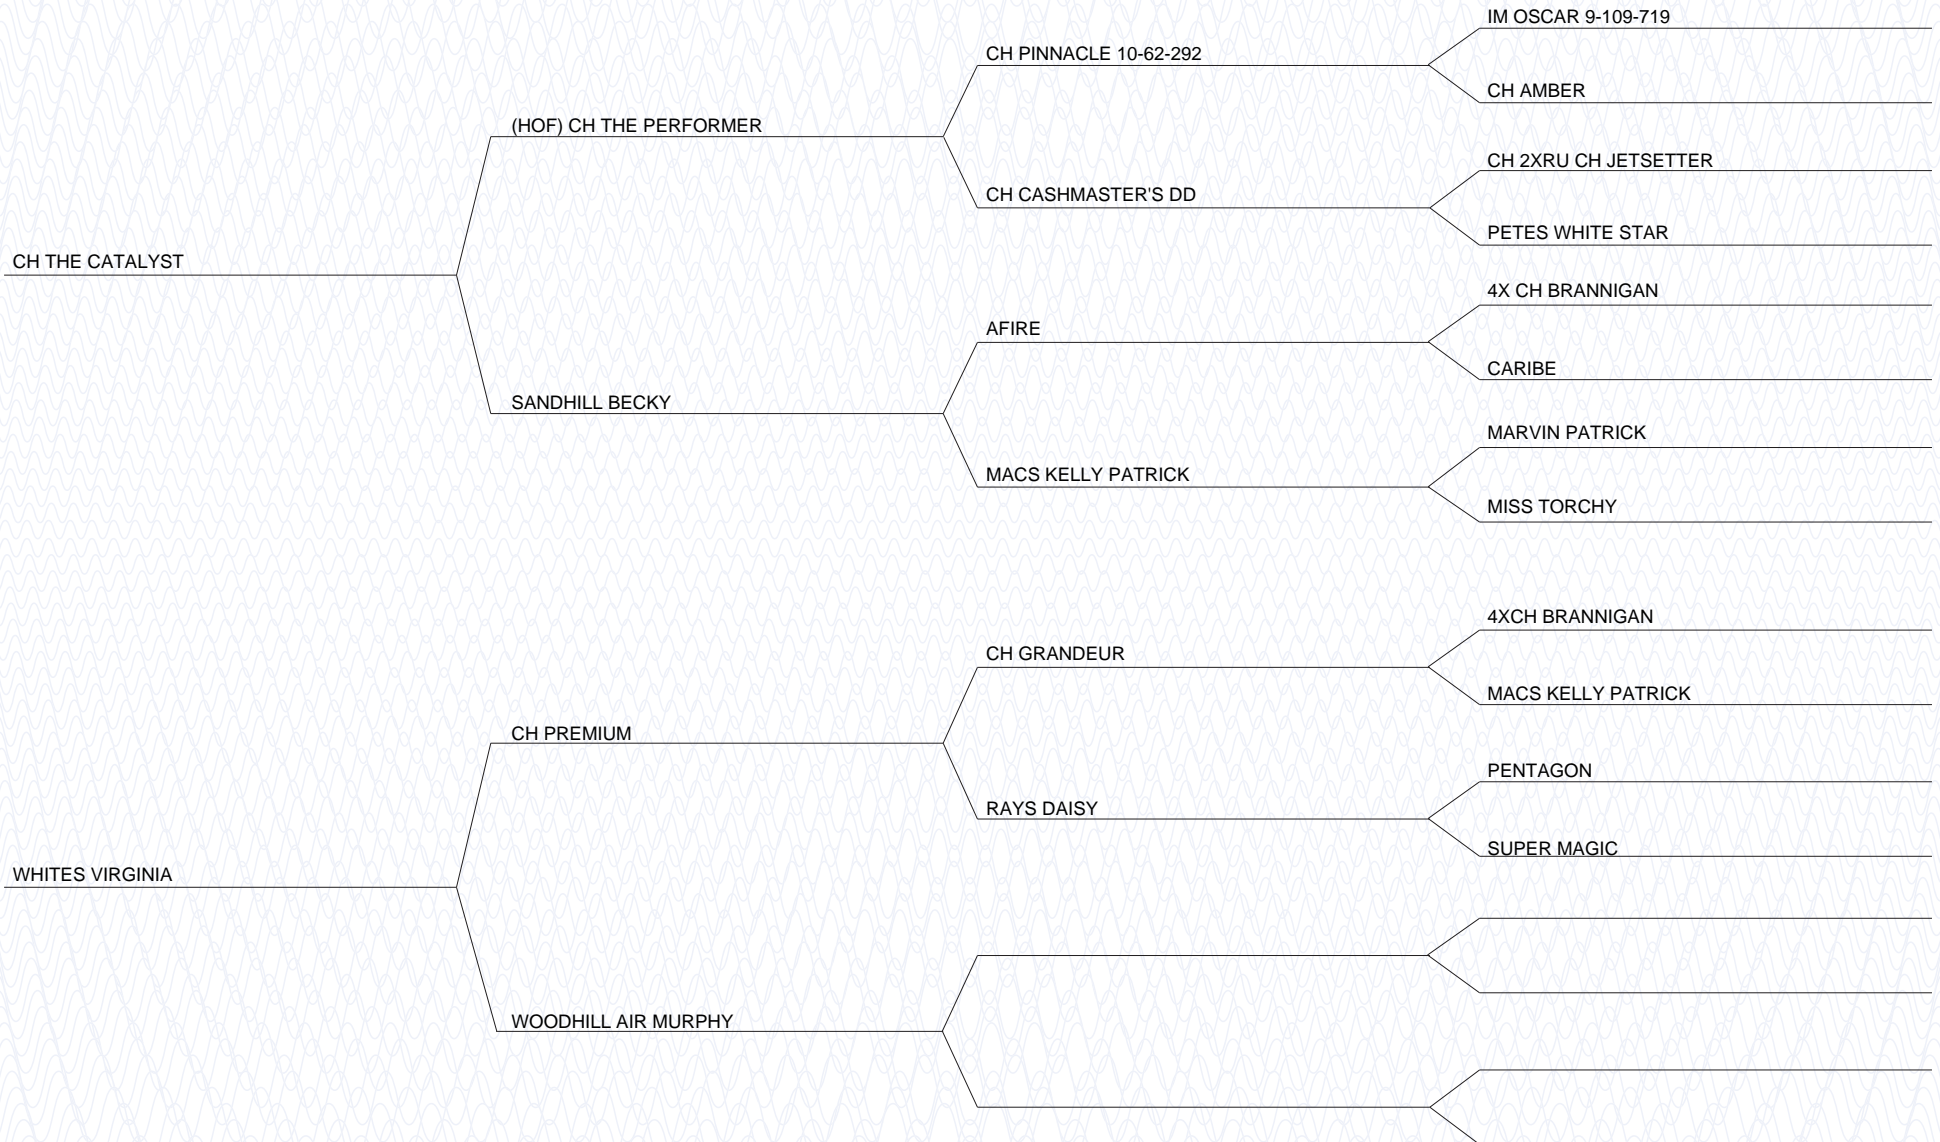 IM OSCAR 9-109-719
CH PINNACLE 10-62-292
CH AMBER
(HOF) CH THE PERFORMER
CH 2XRU CH JETSETTER
CH CASHMASTER'S DD
PETES WHITE STAR
CH THE CATALYST
4X CH BRANNIGAN
AFIRE
CARIBE
SANDHILL BECKY
MARVIN PATRICK
MACS KELLY PATRICK
MISS TORCHY
4XCH BRANNIGAN
CH GRANDEUR
MACS KELLY PATRICK
CH PREMIUM
PENTAGON
RAYS DAISY
SUPER MAGIC
WHITES VIRGINIA
WOODHILL AIR MURPHY